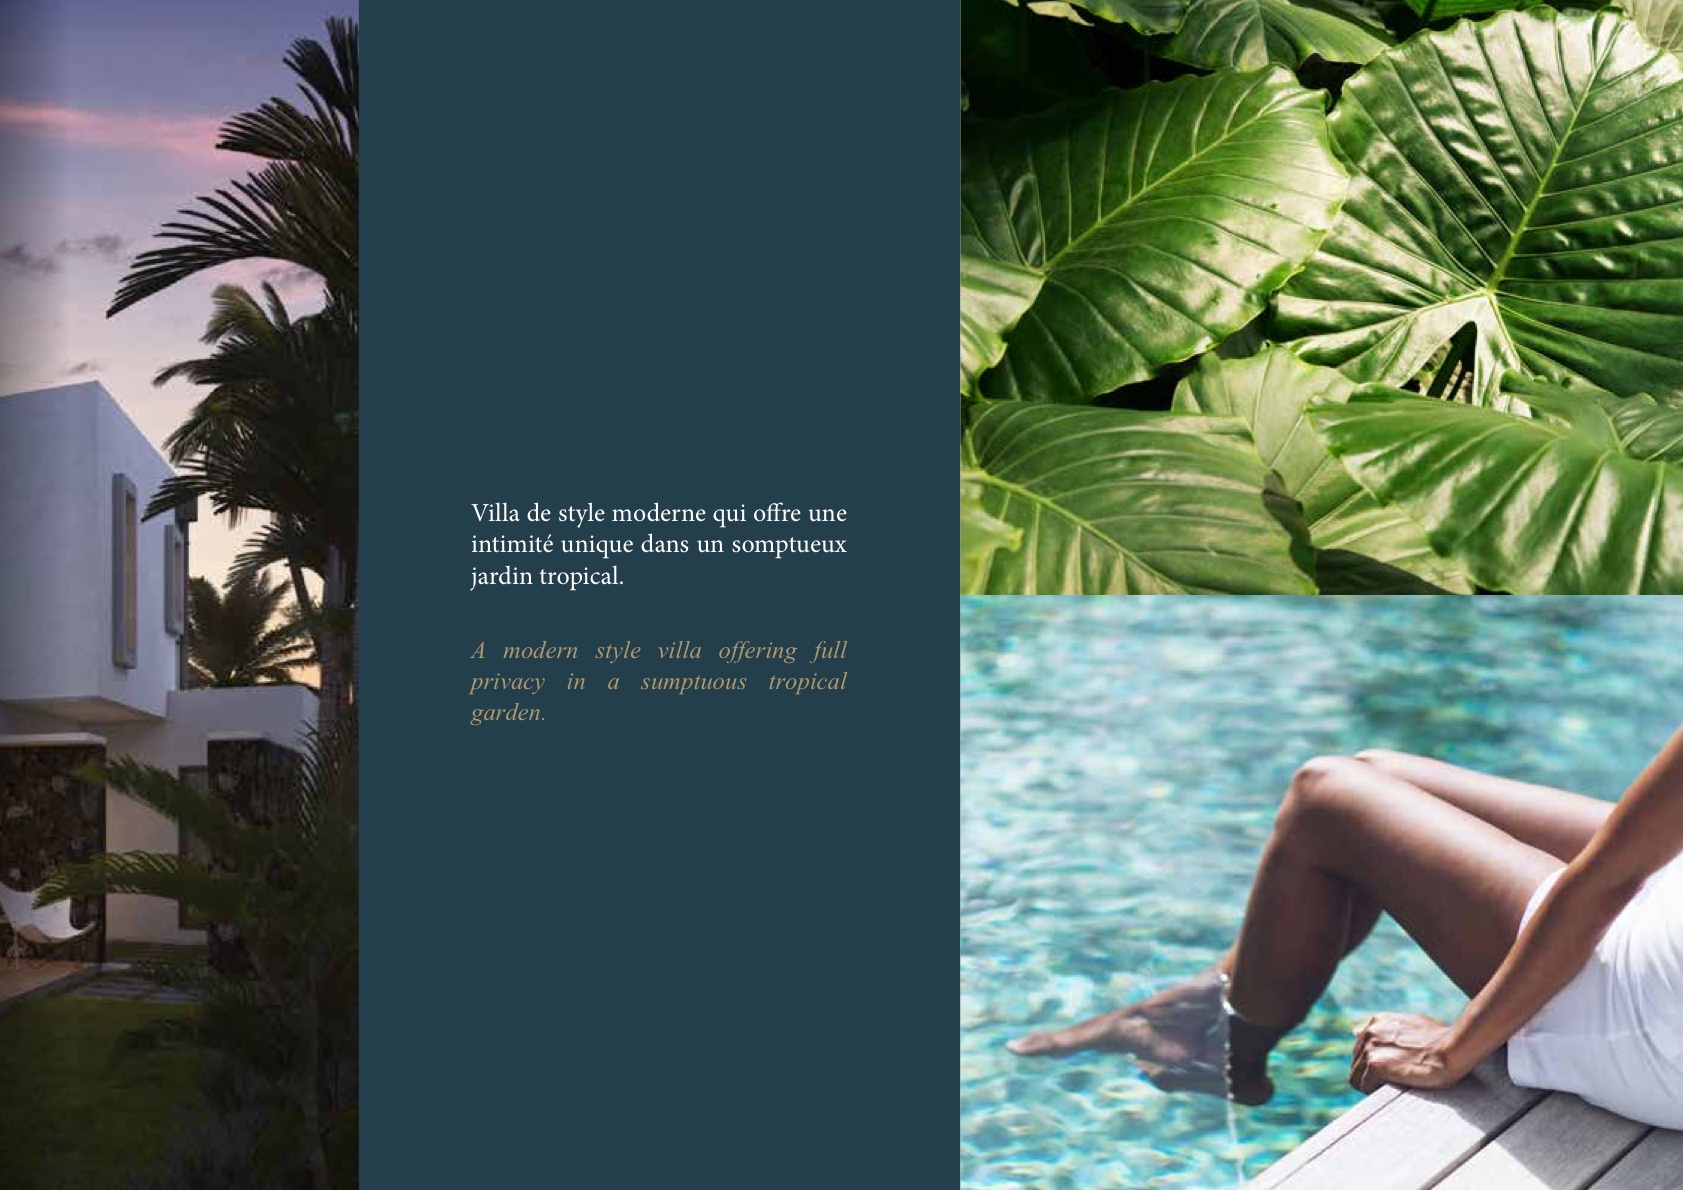 Villa de style moderne qui offre une
intimité unique dans un somptueux
jardin tropical.
A modern style villa offering full
privacy in a sumptuous tropical
garden.